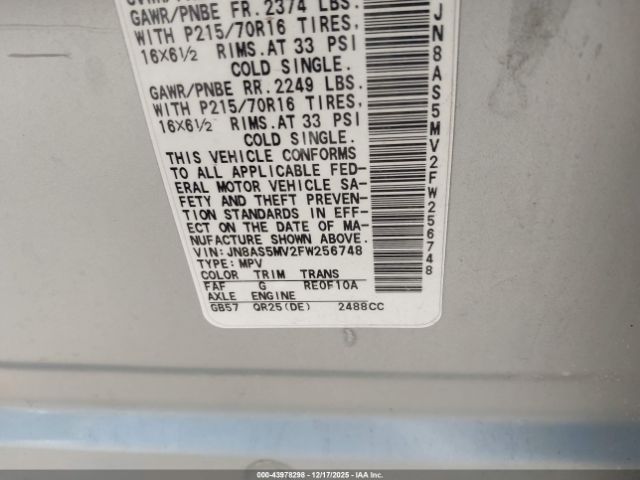 GAWR/PNBE FR. 2374 LBS.
WITH P215/70R16 TIRES,
16X6½ RIMS. AT 33 PSI
COLD SINGLE.
GAWR/PNBE RR. 2249 LBS.
WITH P215/70R16 TIRES,
16X6½ RIMS. AT 33 PSI
COLD SINGLE.
THIS VEHICLE CONFORMS
TO ALL APPLICABLE FED-
ERAL MOTOR VEHICLE SA-
FETY AND THEFT PREVEN-
TION STANDARDS IN EFF-
ECT ON THE DATE OF MA-
NUFACTURE SHOWN ABOVE.
VIN: JN8AS5MV2FW256748
TYPE: MPV
COLOR TRIM TRANS
FAF G RE0F10A
AXLE ENGINE
GB57 QR25(DE) 2488CC
JN8AS5MV2FW256748
000-43978298 - 12/17/2025 - IAAI.COM